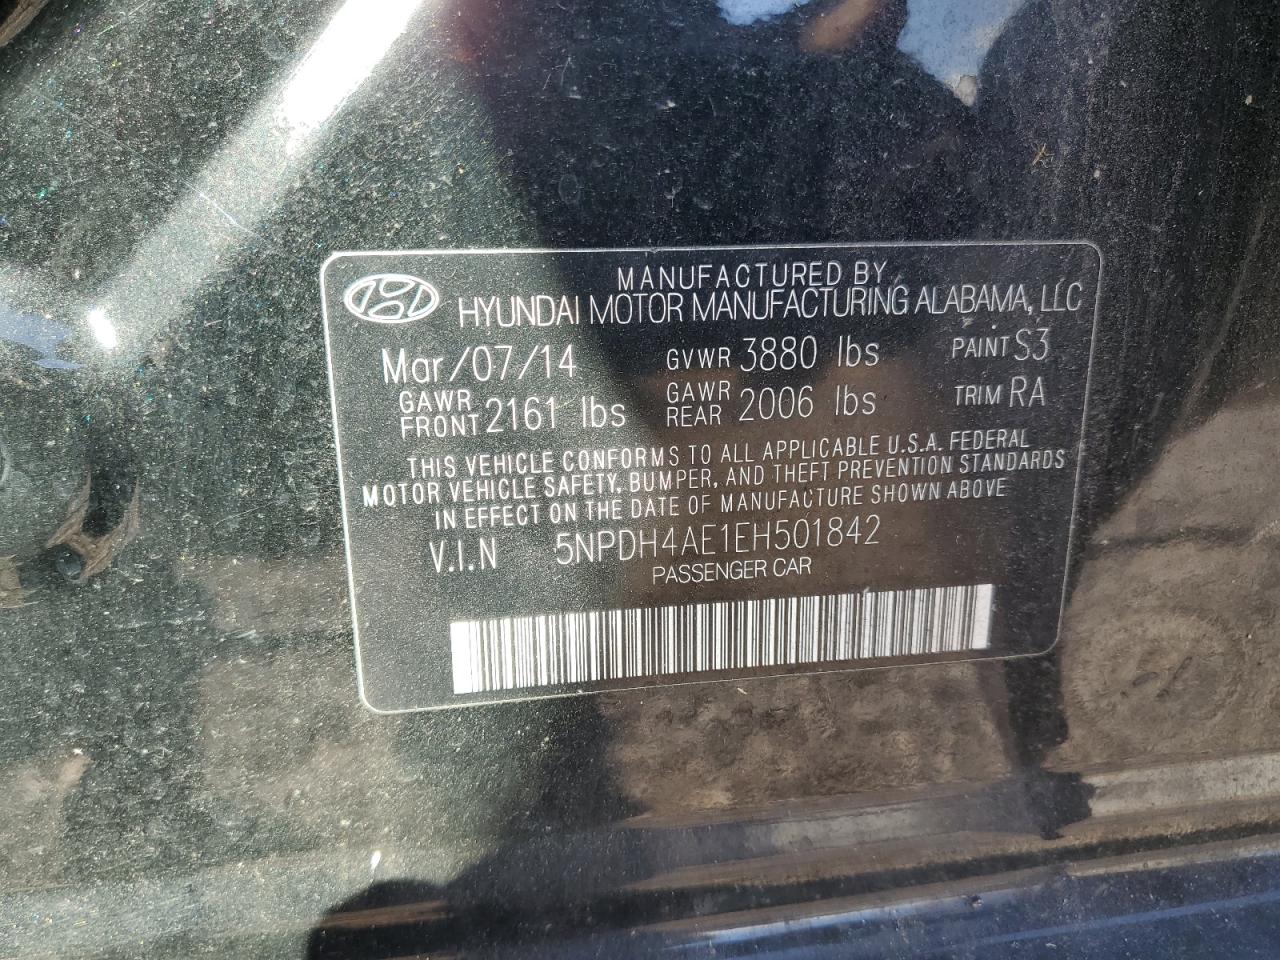 MANUFACTURED BY
HYUNDAI MOTOR MANUFACTURING ALABAMA, LLC
Mar/07/14 GVWR 3880 lbs PAINT S3
GAWR FRONT 2161 lbs GAWR REAR 2006 lbs TRIM RA
THIS VEHICLE CONFORMS TO ALL APPLICABLE U.S.A. FEDERAL
MOTOR VEHICLE SAFETY, BUMPER, AND THEFT PREVENTION STANDARDS
IN EFFECT ON THE DATE OF MANUFACTURE SHOWN ABOVE
V.I.N 5NPDH4AE1EH501842
PASSENGER CAR